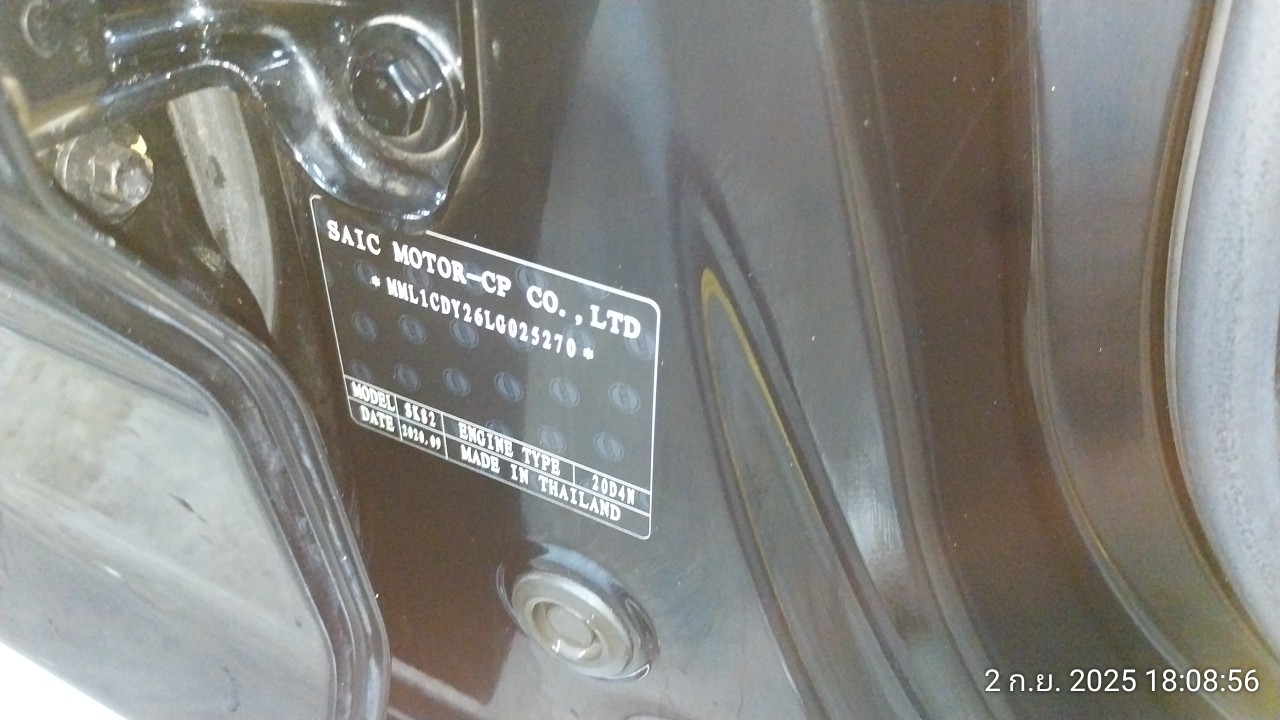 SAIC MOTOR-CP CO.,LTD
* MML1CDY26LG025270 *
MODEL SK82 ENGINE TYPE 20D4N
DATE 2020.09 MADE IN THAILAND
2 ก.ย. 2025 18:08:56